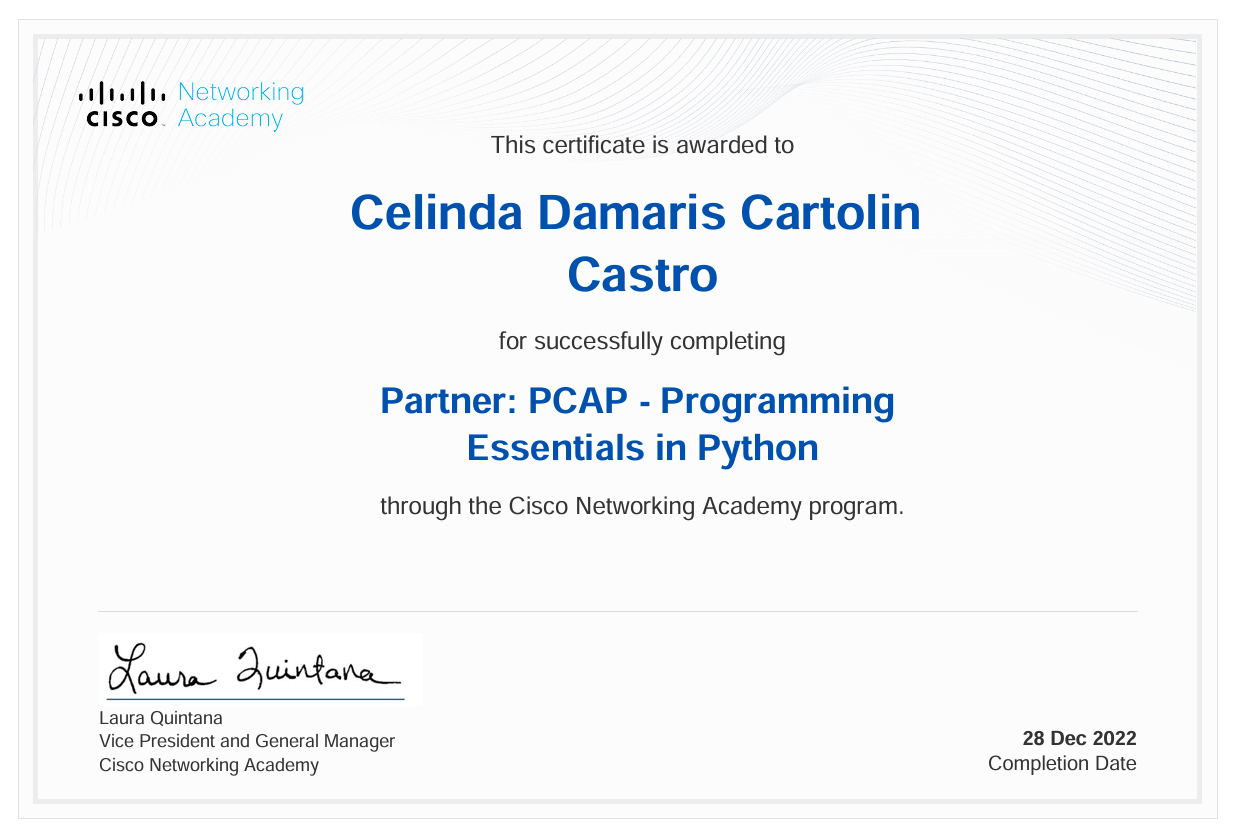 CISCO Networking
Academy
This certificate is awarded to
Celinda Damaris Cartolin
Castro
for successfully completing
Partner: PCAP - Programming
Essentials in Python
through the Cisco Networking Academy program.
Laura Quintana
Laura Quintana
Vice President and General Manager
Cisco Networking Academy
28 Dec 2022
Completion Date